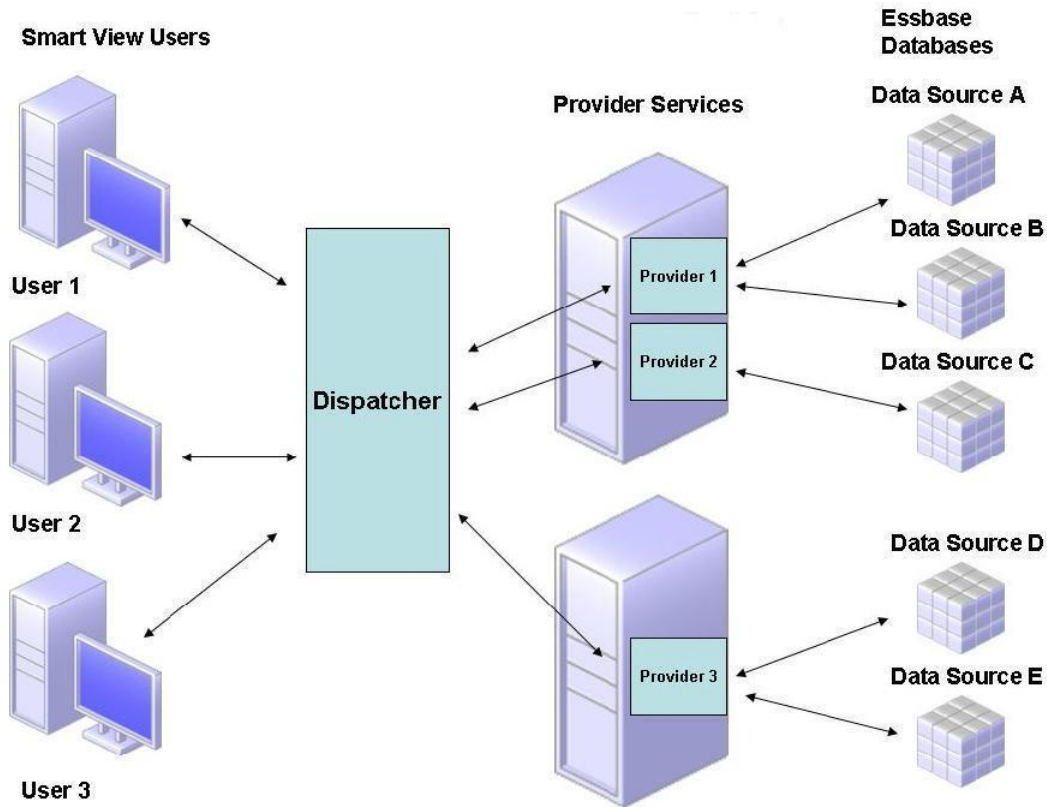 Smart View Users
Essbase
Databases
Provider Services
Data Source A
Data Source B
User 1
Provider 1
Provider 2
Data Source C
Dispatcher
User 2
Data Source D
Provider 3
Data Source E
User 3